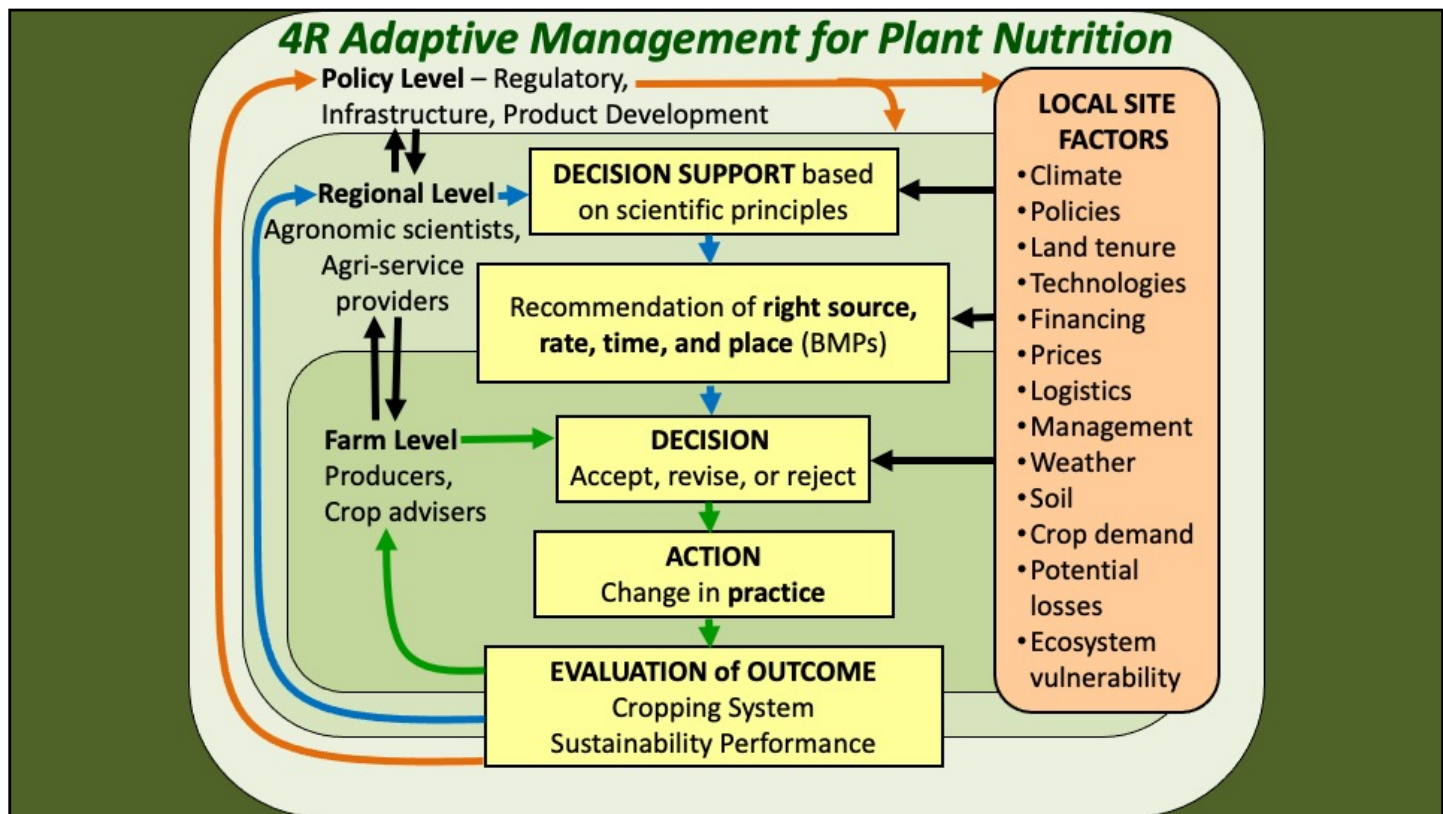 4R Adaptive Management for Plant Nutrition
Policy Level – Regulatory,
Infrastructure, Product Development
Regional Level
Agronomic scientists,
Agri-service
providers
Farm Level
Producers,
Crop advisers
DECISION SUPPORT based
on scientific principles
Recommendation of right source,
rate, time, and place (BMPs)
DECISION
Accept, revise, or reject
ACTION
Change in practice
EVALUATION of OUTCOME
Cropping System
Sustainability Performance
LOCAL SITE
FACTORS
•Climate
•Policies
•Land tenure
•Technologies
•Financing
•Prices
•Logistics
•Management
•Weather
•Soil
•Crop demand
•Potential
losses
•Ecosystem
vulnerability